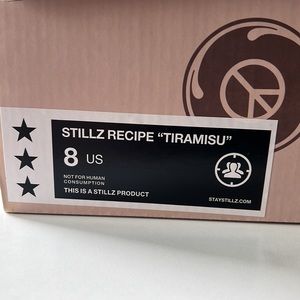 STILLZ RECIPE “TIRAMISU”
8 US
NOT FOR HUMAN
CONSUMPTION
THIS IS A STILLZ PRODUCT
STAYSTILLZ.COM